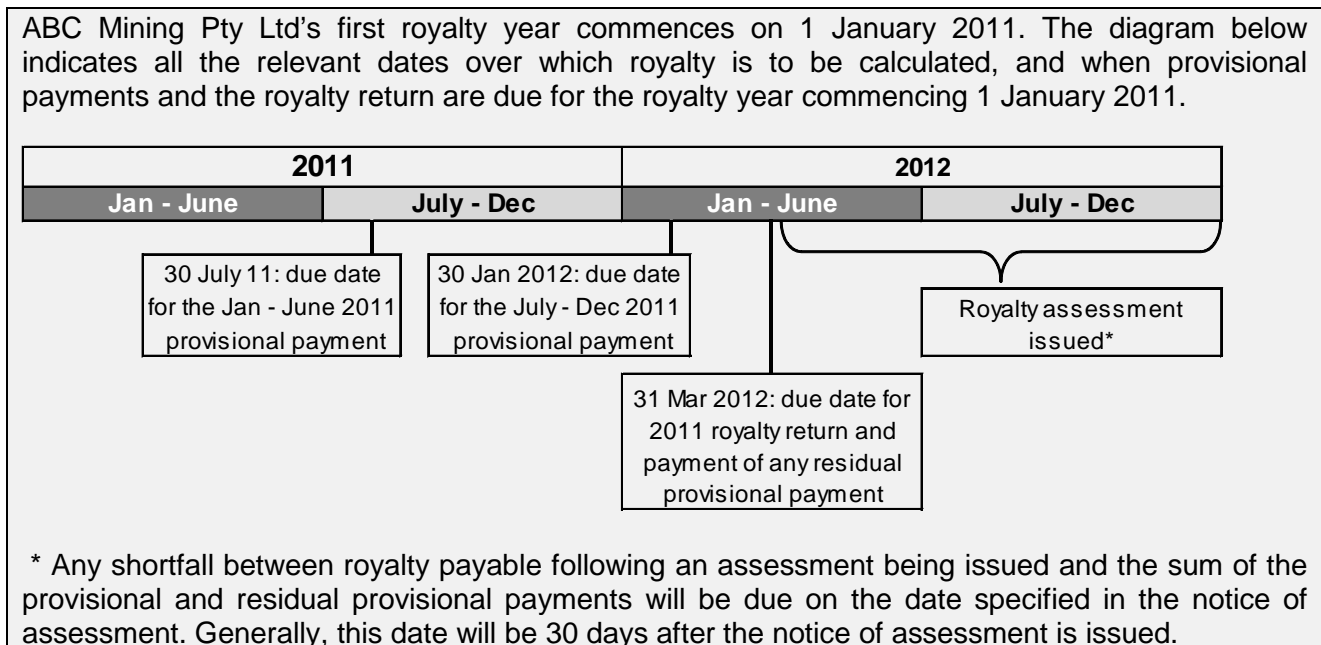 ABC Mining Pty Ltd's first royalty year commences on 1 January 2011. The diagram below
indicates all the relevant dates over which royalty is to be calculated, and when provisional
payments and the royalty return are due for the royalty year commencing 1 January 2011.
2011
2012
Jan - June
July - Dec
Jan - June
July - Dec
30 July 11: due date
for the Jan - June 2011
provisional payment
30 Jan 2012: due date
for the July - Dec 2011
provisional payment
Royalty assessment
issued*
31 Mar 2012: due date for
2011 royalty return and
payment of any residual
provisional payment
* Any shortfall between royalty payable following an assessment being issued and the sum of the
provisional and residual provisional payments will be due on the date specified in the notice of
assessment. Generally, this date will be 30 days after the notice of assessment is issued.